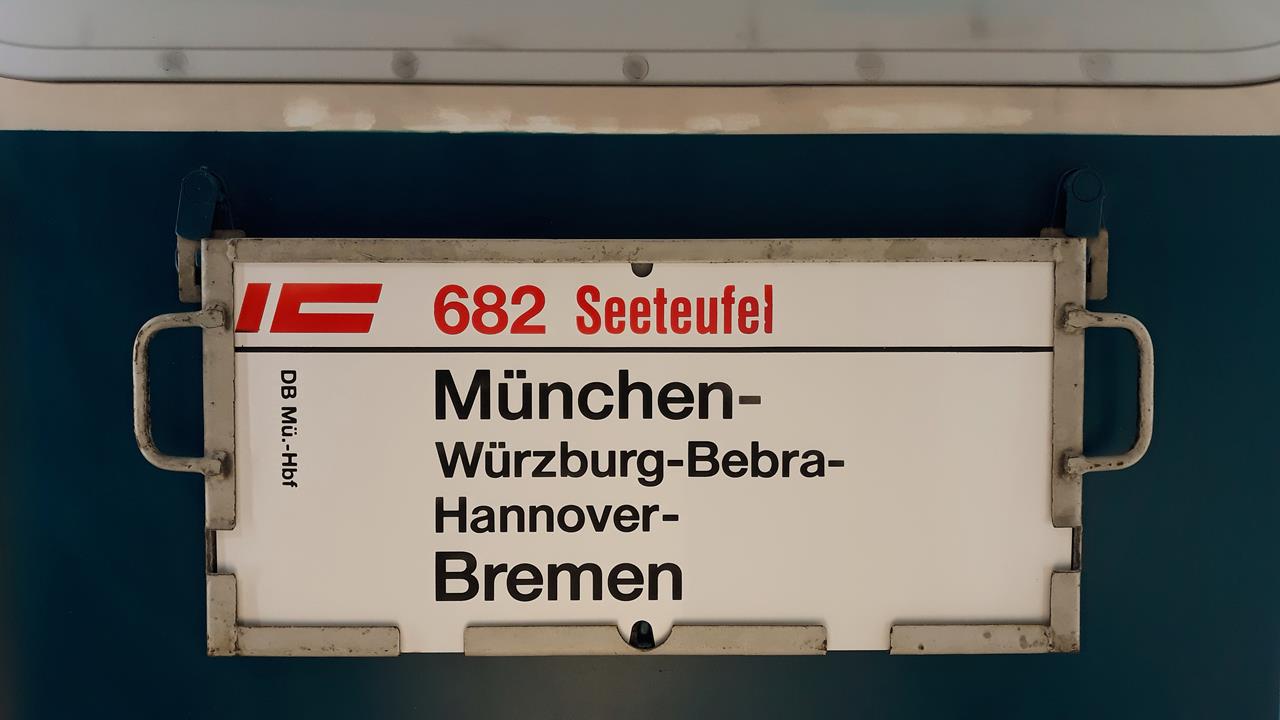 IC 682 Seeteufel
DB Mü.-Hbf
München-
Würzburg-Bebra-
Hannover-
Bremen